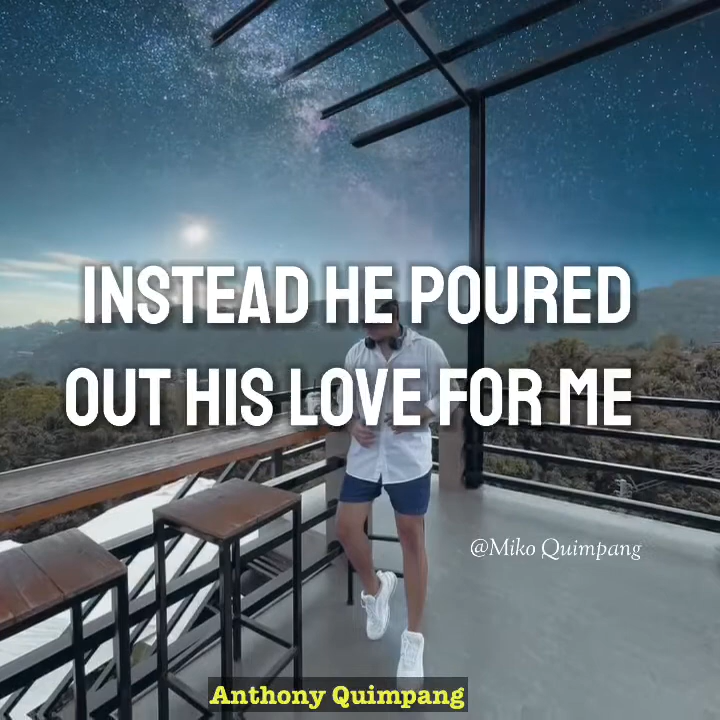 INSTEAD HE POURED
OUT HIS LOVE FOR ME
@Miko Quimpang
Anthony Quimpang